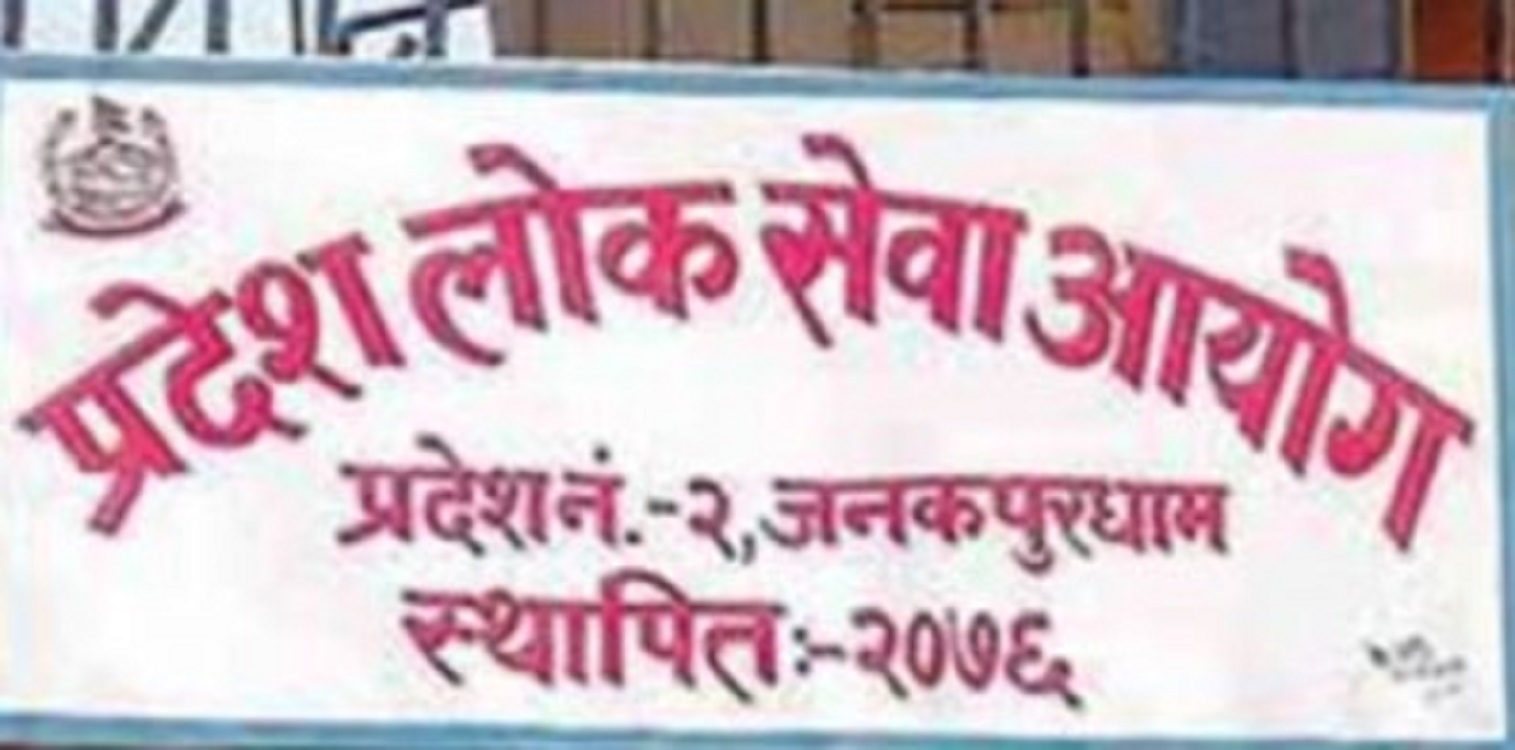 प्रदेश लोक सेवा आयोग
प्रदेश नं.-२, जनकपुरधाम
स्थापितः-२०७६